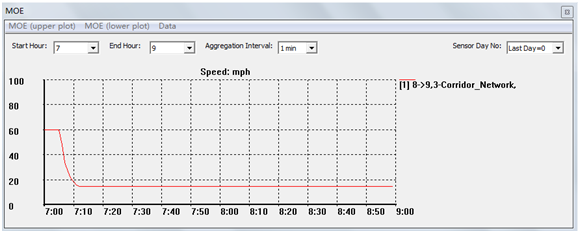 MOE
MOE (upper plot) MOE (lower plot) Data
Start Hour: 7 End Hour: 9 Aggregation Interval: 1 min Sensor Day No: Last Day=0
Speed: mph
[1] 8->9,3-Corridor_Network,
100
80
60
40
20
0
7:00 7:10 7:20 7:30 7:40 7:50 8:00 8:10 8:20 8:30 8:40 8:50 9:00